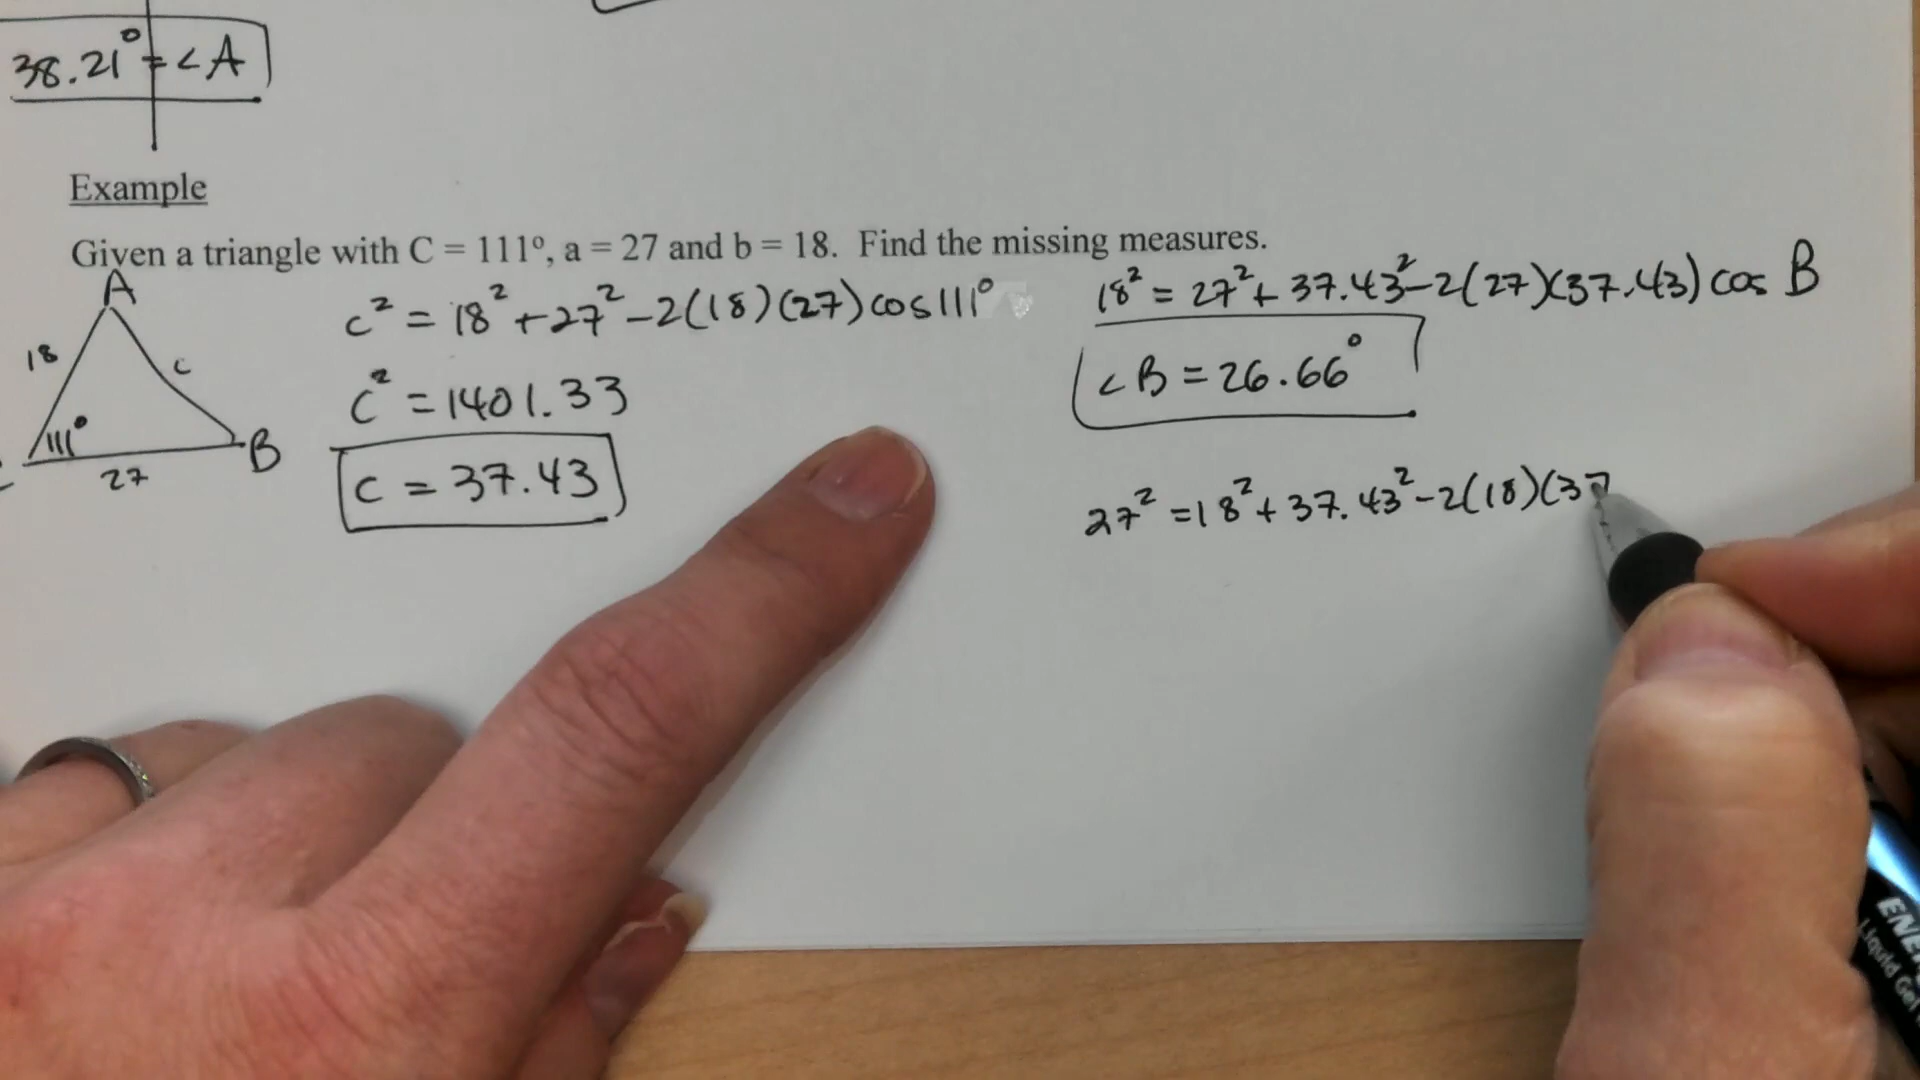 38.21° = ∠A
Example
Given a triangle with C = 111°, a = 27 and b = 18. Find the missing measures.
A
18
c
111°
27
B
c² = 18² + 27² - 2(18)(27) cos 111°
c² = 1401.33
c = 37.43
18² = 27² + 37.43² - 2(27)(37.43) cos B
∠B = 26.66°
27² = 18² + 37.43² - 2(18)(37
Liquid Gel